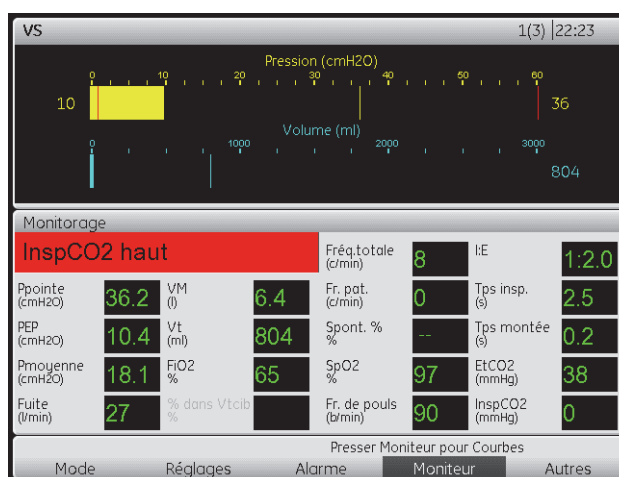 VS 1(3) |22:23
Pression (cmH2O)
0 10 20 30 40 50 60
10 36
Volume (ml)
0 1000 2000 3000
804
Monitorage
InspCO2 haut
Fréq.totale (c/min) 8 I:E 1:2.0
Ppointe (cmH2O) 36.2 VM (l) 6.4 Fr. pat. (c/min) 0 Tps insp. (s) 2.5
PEP (cmH2O) 10.4 Vt (ml) 804 Spont. % % -- Tps montée (s) 0.2
Pmoyenne (cmH2O) 18.1 FiO2 % 65 SpO2 % 97 EtCO2 (mmHg) 38
Fuite (l/min) 27 % dans Vtcib % Fr. de pouls (b/min) 90 InspCO2 (mmHg) 0
Presser Moniteur pour Courbes
Mode Réglages Alarme Moniteur Autres